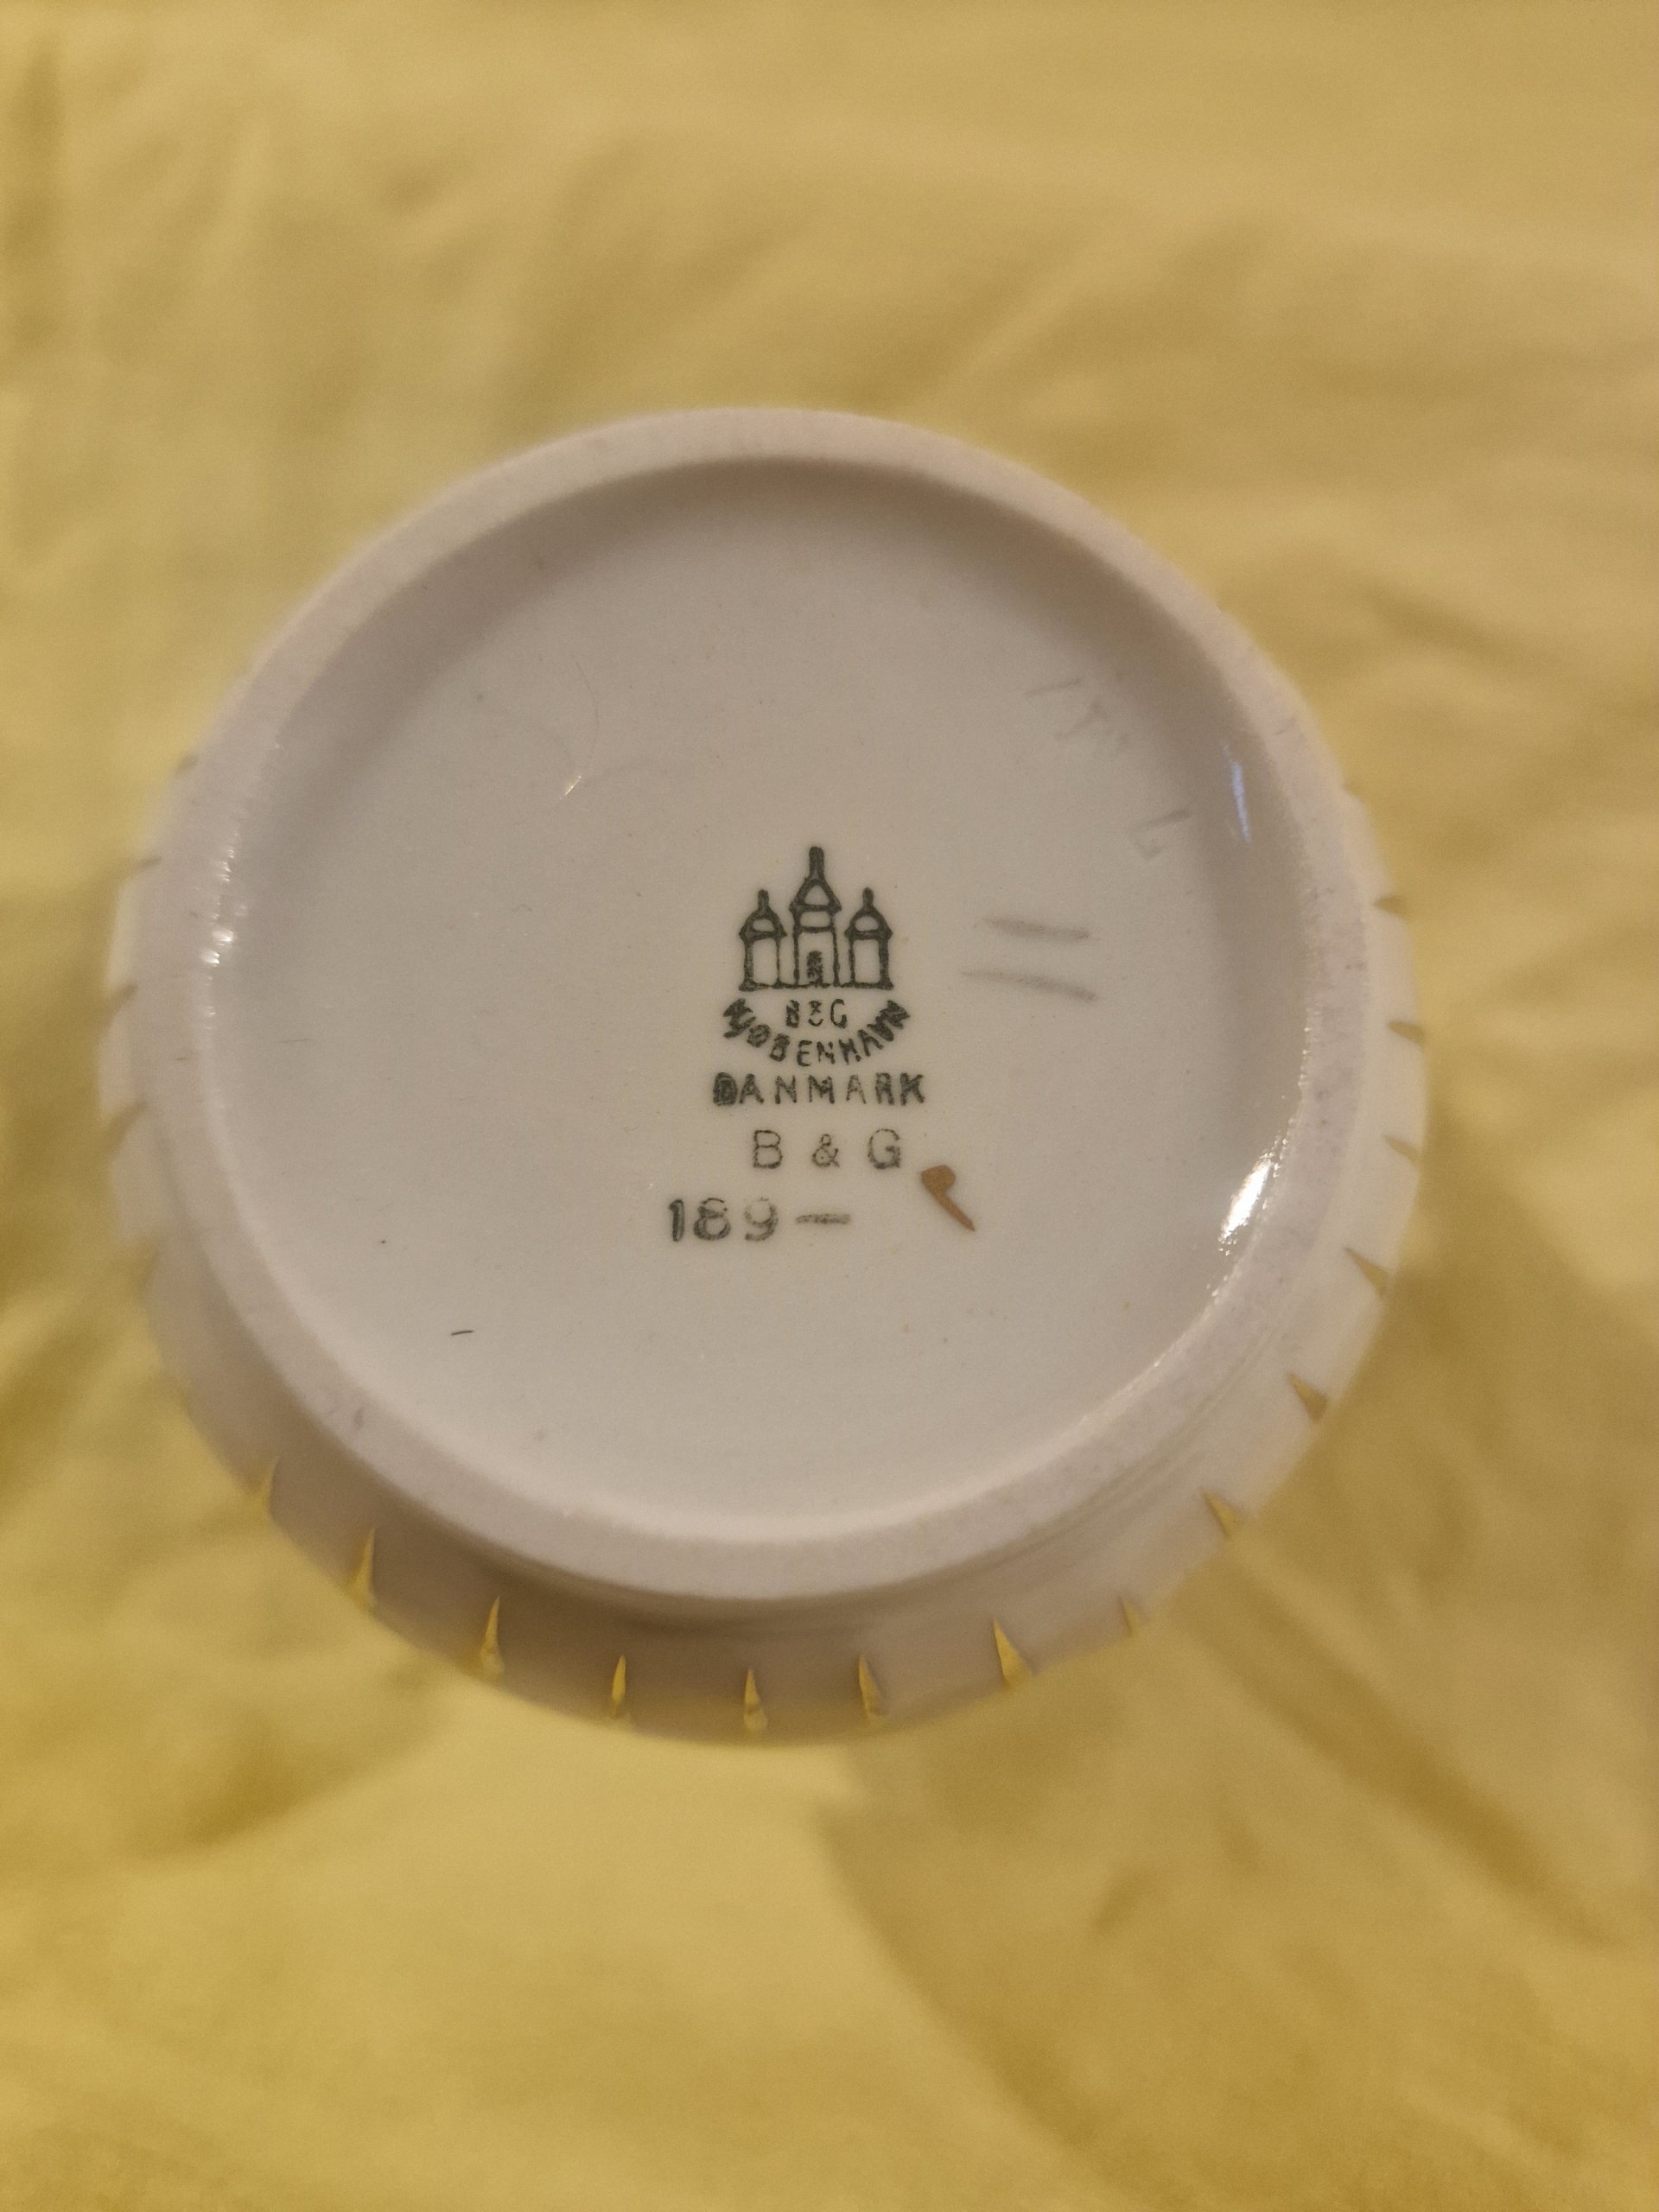 B&G
KJØBENHAVN
DANMARK
B & G
189—